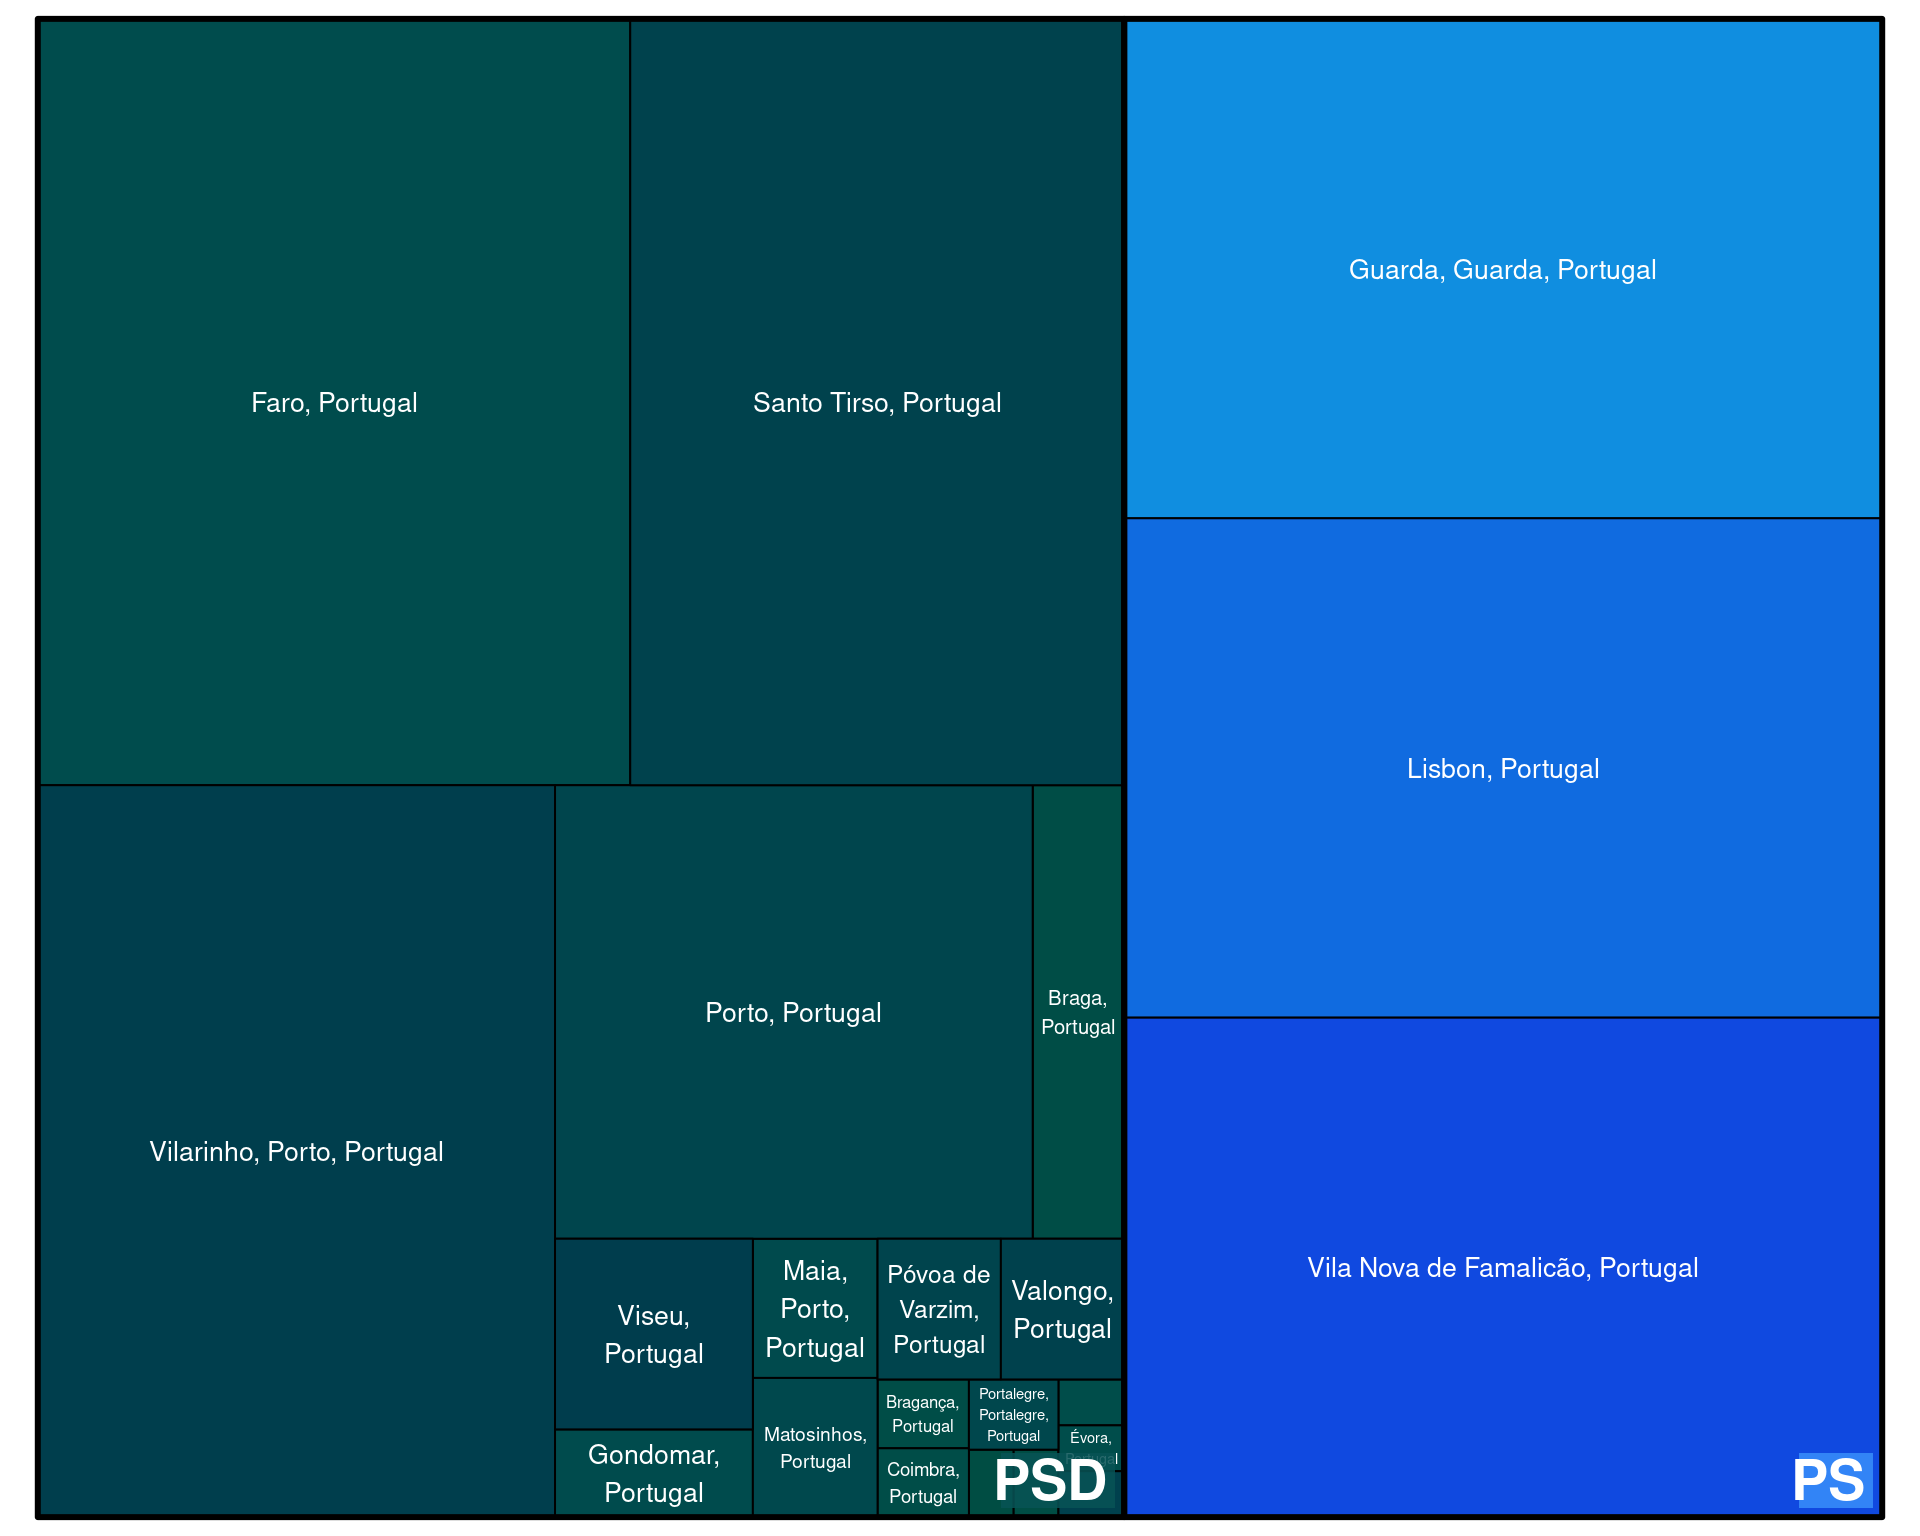 Faro, Portugal
Santo Tirso, Portugal
Guarda, Guarda, Portugal
Lisbon, Portugal
Vilarinho, Porto, Portugal
Porto, Portugal
Braga,
Portugal
Vila Nova de Famalicão, Portugal
Viseu,
Portugal
Maia,
Porto,
Portugal
Póvoa de
Varzim,
Portugal
Valongo,
Portugal
Gondomar,
Portugal
Matosinhos,
Portugal
Bragança,
Portugal
Portalegre,
Portalegre,
Portugal
Évora,
Portugal
Coimbra,
Portugal
PSD
PS